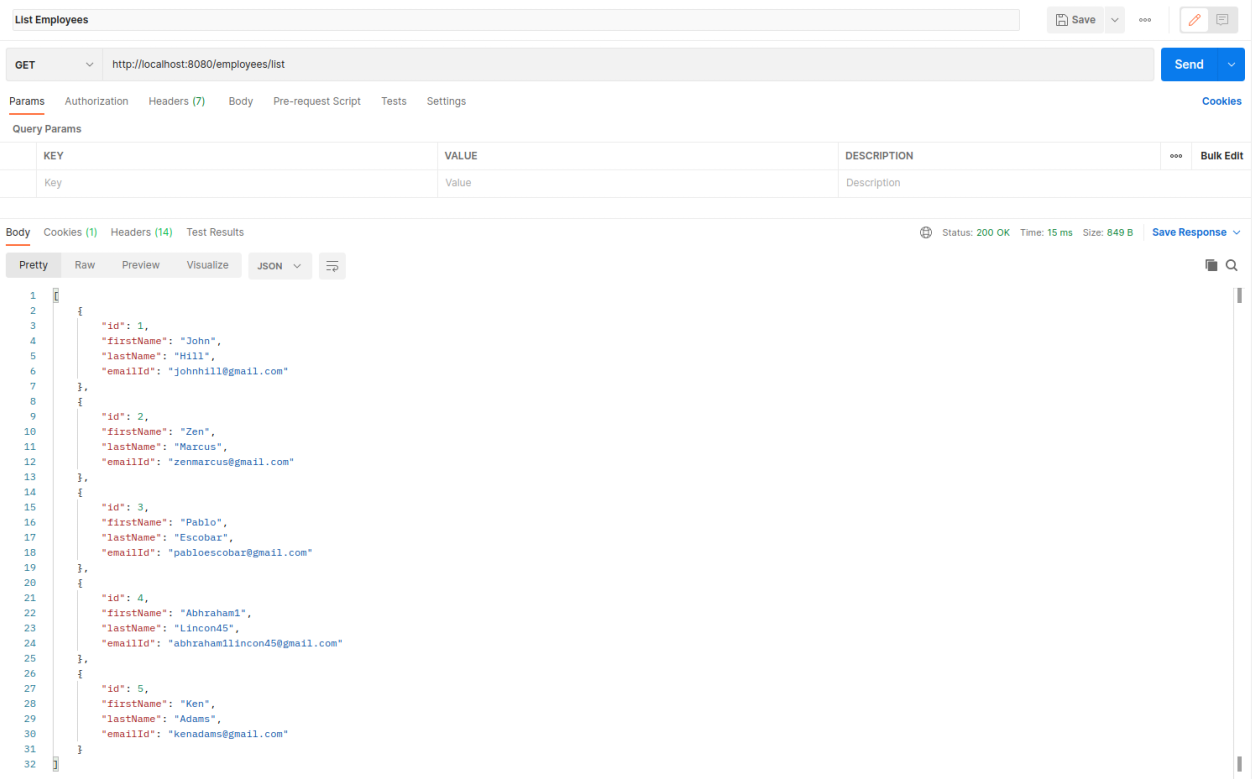 List Employees Save
GET http://localhost:8080/employees/list Send
Params Authorization Headers (7) Body Pre-request Script Tests Settings Cookies
Query Params
KEY VALUE DESCRIPTION Bulk Edit
Key Value Description
Body Cookies (1) Headers (14) Test Results Status: 200 OK Time: 15 ms Size: 849 B Save Response
Pretty Raw Preview Visualize JSON
1 [
2 {
3 "id": 1,
4 "firstName": "John",
5 "lastName": "Hill",
6 "emailId": "johnhill@gmail.com"
7 },
8 {
9 "id": 2,
10 "firstName": "Zen",
11 "lastName": "Marcus",
12 "emailId": "zenmarcus@gmail.com"
13 },
14 {
15 "id": 3,
16 "firstName": "Pablo",
17 "lastName": "Escobar",
18 "emailId": "pabloescobar@gmail.com"
19 },
20 {
21 "id": 4,
22 "firstName": "Abhraham1",
23 "lastName": "Lincon45",
24 "emailId": "abhraham1lincon45@gmail.com"
25 },
26 {
27 "id": 5,
28 "firstName": "Ken",
29 "lastName": "Adams",
30 "emailId": "kenadams@gmail.com"
31 }
32 ]